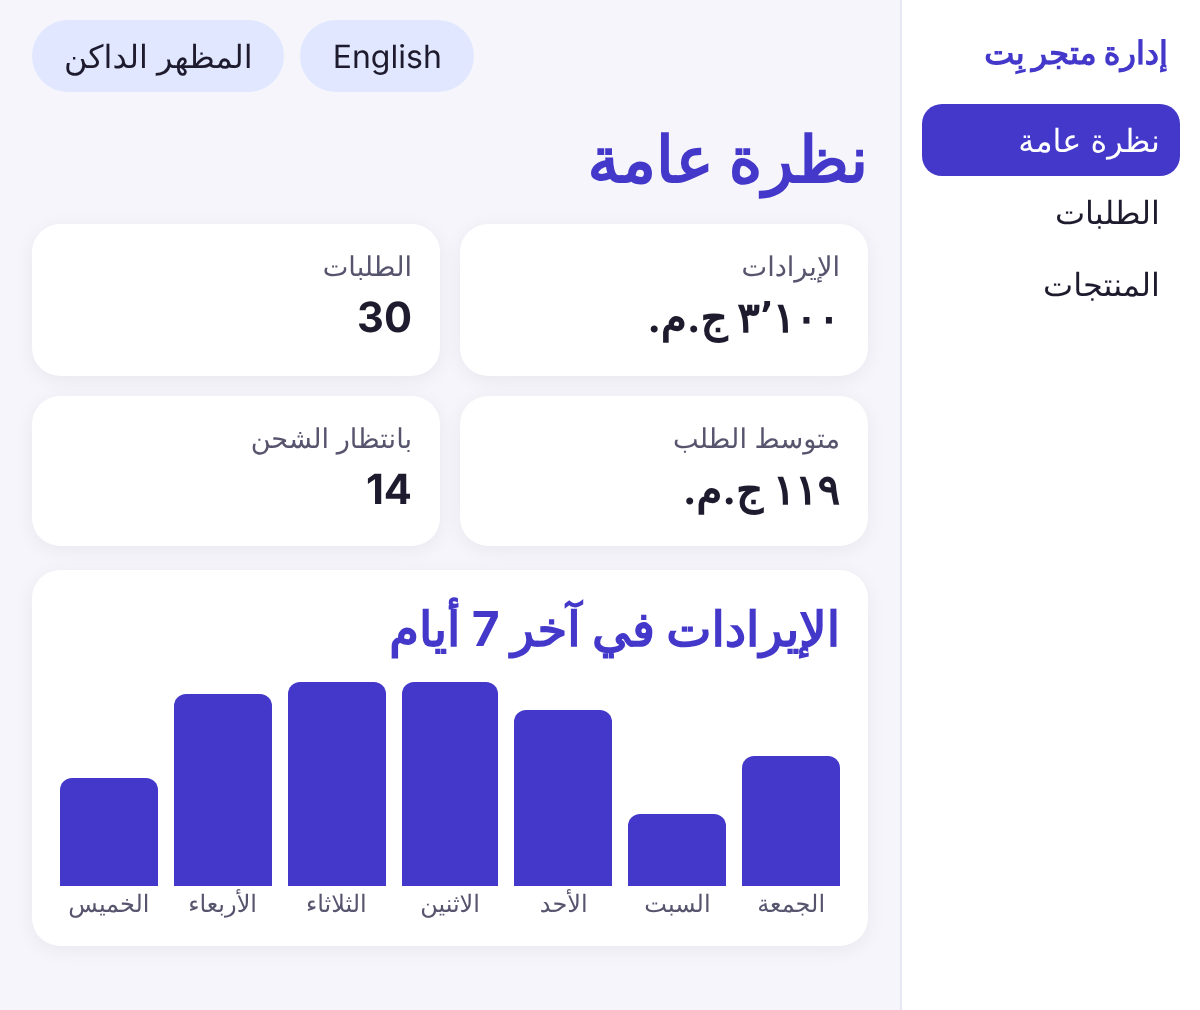 إدارة متجر بِت
نظرة عامة
الطلبات
المنتجات
English
المظهر الداكن
نظرة عامة
الإيرادات
٣٬١٠٠ ج.م.
الطلبات
30
متوسط الطلب
١١٩ ج.م.
بانتظار الشحن
14
الإيرادات في آخر 7 أيام
الجمعة
السبت
الأحد
الاثنين
الثلاثاء
الأربعاء
الخميس